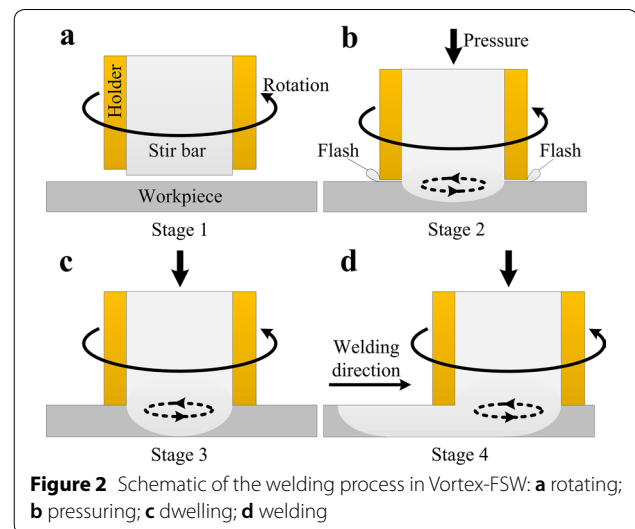 a
Holder
Rotation
Stir bar
Workpiece
Stage 1
b
Pressure
Flash
Flash
Stage 2
c
Stage 3
d
Welding
direction
Stage 4
Figure 2 Schematic of the welding process in Vortex-FSW: a rotating;
b pressuring; c dwelling; d welding